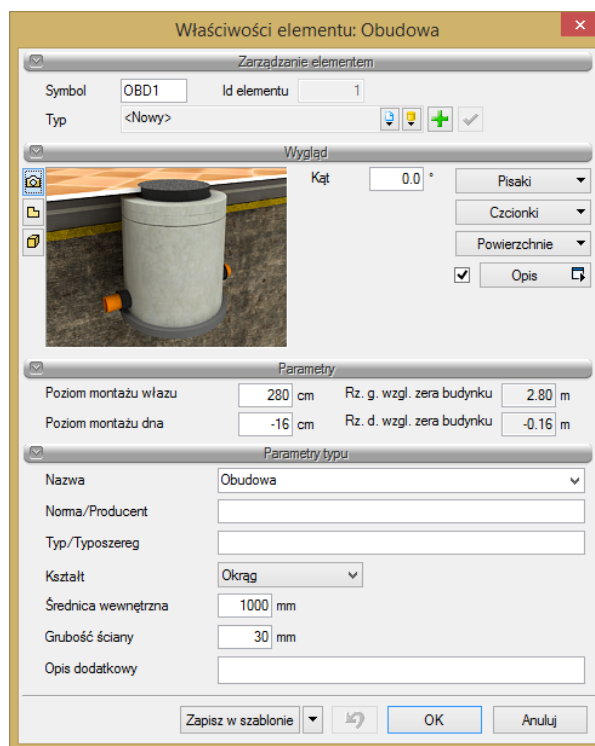 Właściwości elementu: Obudowa
Zarządzanie elementem
Symbol OBD1 Id elementu 1
Typ <Nowy>
Wygląd
Kąt 0.0 °
Pisaki
Czcionki
Powierzchnie
Opis
Parametry
Poziom montażu włazu 280 cm Rz. g. wzgl. zera budynku 2.80 m
Poziom montażu dna -16 cm Rz. d. wzgl. zera budynku -0.16 m
Parametry typu
Nazwa Obudowa
Norma/Producent
Typ/Typoszereg
Kształt Okrąg
Średnica wewnętrzna 1000 mm
Grubość ściany 30 mm
Opis dodatkowy
Zapisz w szablonie OK Anuluj